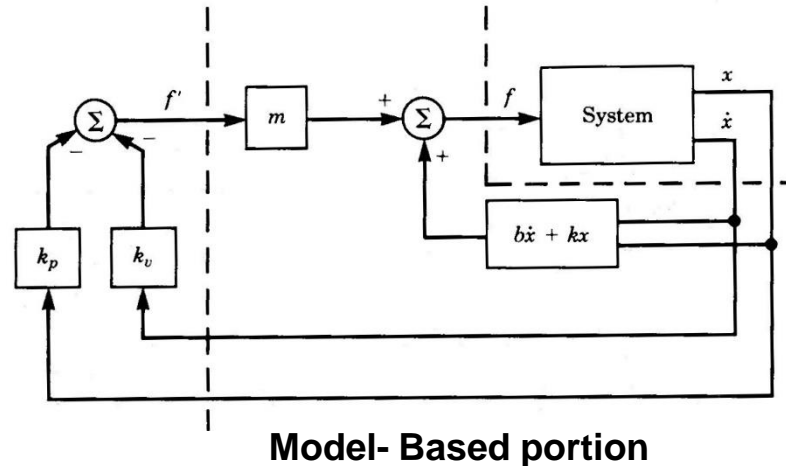 x
f'
+
f
System
ẋ
m
Σ
Σ
−
−
+
bẋ + kx
k_p
k_v
Model- Based portion